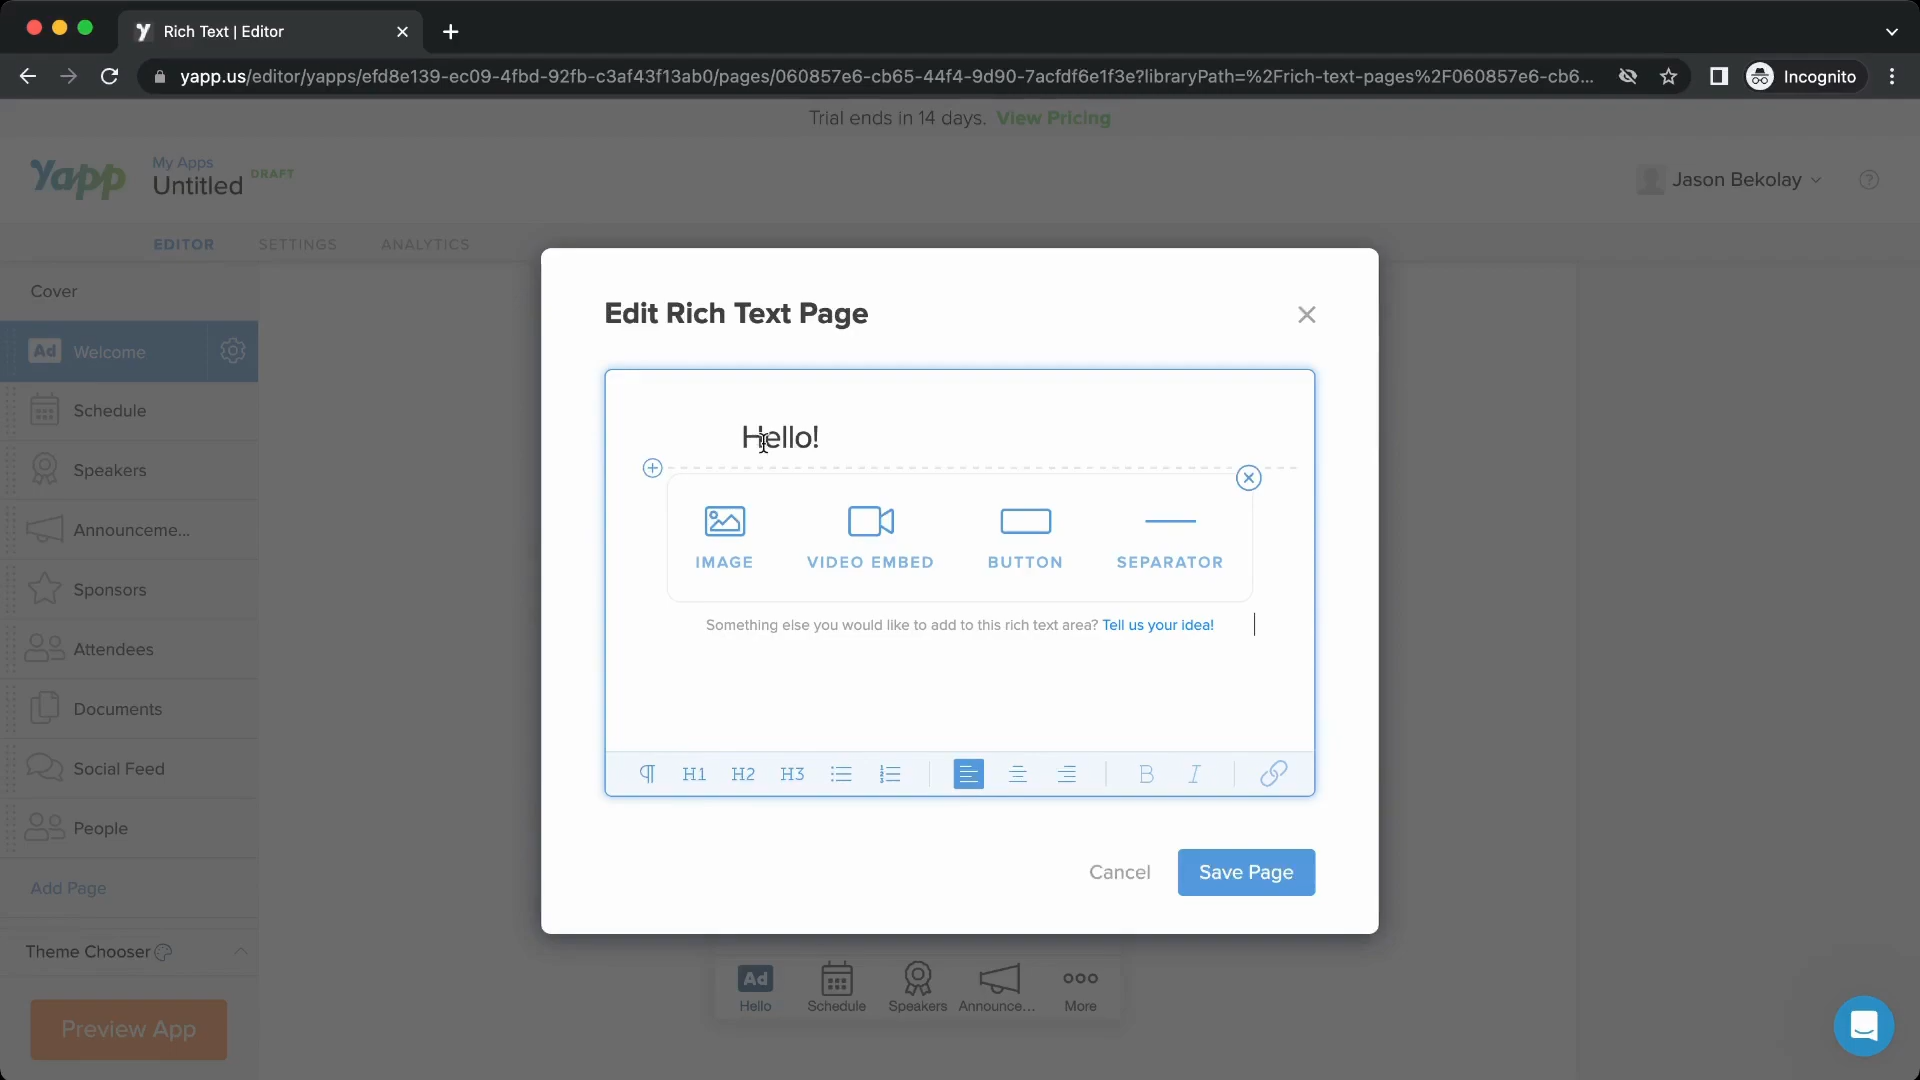 Rich Text | Editor
yapp.us/editor/yapps/efd8e139-ec09-4fbd-92fb-c3af43f13ab0/pages/060857e6-cb65-44f4-9d90-7acfdf6e1f3e?libraryPath=%2Frich-text-pages%2F060857e6-cb6...
Incognito
Trial ends in 14 days. View Pricing
Yapp
My Apps
Untitled DRAFT
Jason Bekolay
?
EDITOR SETTINGS ANALYTICS
Cover
Ad Welcome
Schedule
Speakers
Announceme...
Sponsors
Attendees
Documents
Social Feed
People
Add Page
Theme Chooser
Preview App
Edit Rich Text Page
Hello!
IMAGE VIDEO EMBED BUTTON SEPARATOR
Something else you would like to add to this rich text area? Tell us your idea!
¶ H1 H2 H3 B I
Cancel Save Page
Ad
Hello Schedule Speakers Announce... More